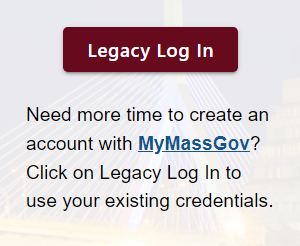 Legacy Log In
Need more time to create an
account with MyMassGov?
Click on Legacy Log In to
use your existing credentials.